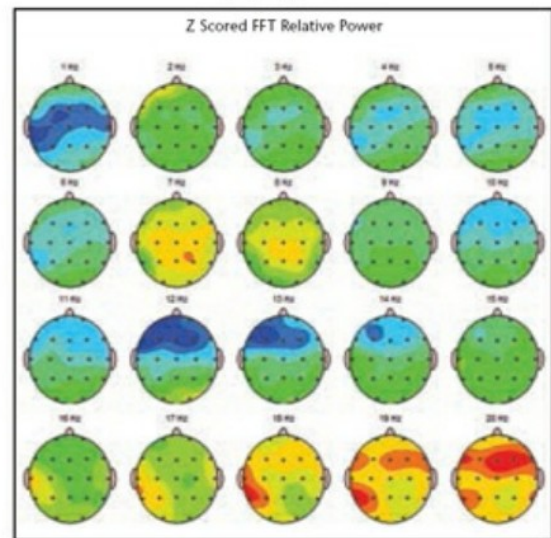 Z Scored FFT Relative Power
1 Hz 2 Hz 3 Hz 4 Hz 5 Hz
6 Hz 7 Hz 8 Hz 9 Hz 10 Hz
11 Hz 12 Hz 13 Hz 14 Hz 15 Hz
16 Hz 17 Hz 18 Hz 19 Hz 20 Hz